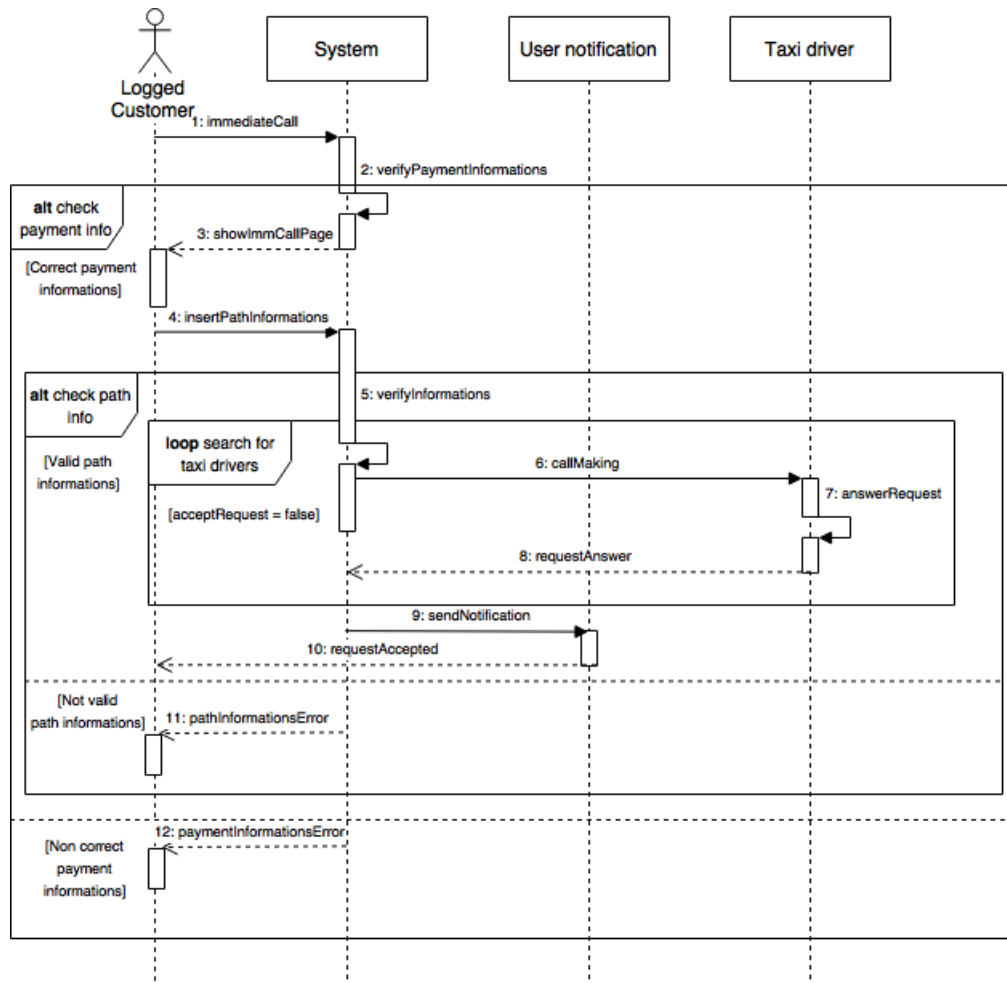 Logged
Customer
System
User notification
Taxi driver
1: immediateCall
2: verifyPaymentInformations
alt check
payment info
3: showImmCallPage
[Correct payment
informations]
4: insertPathInformations
alt check path
info
5: verifyInformations
loop search for
taxi drivers
[Valid path
informations]
6: callMaking
7: answerRequest
[acceptRequest = false]
8: requestAnswer
9: sendNotification
10: requestAccepted
[Not valid
path informations]
11: pathInformationsError
12: paymentInformationsError
[Non correct
payment
informations]